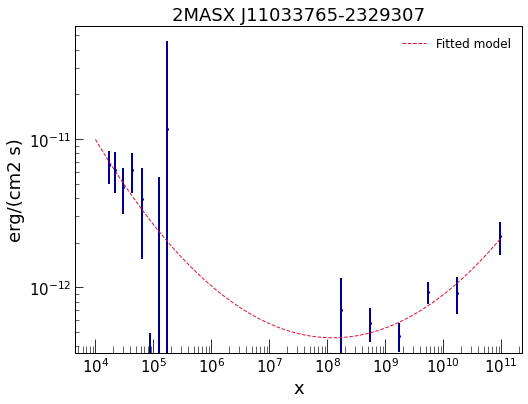 2MASX J11033765-2329307
Fitted model
erg/(cm2 s)
10⁻¹¹
10⁻¹²
10⁴ 10⁵ 10⁶ 10⁷ 10⁸ 10⁹ 10¹⁰ 10¹¹
x